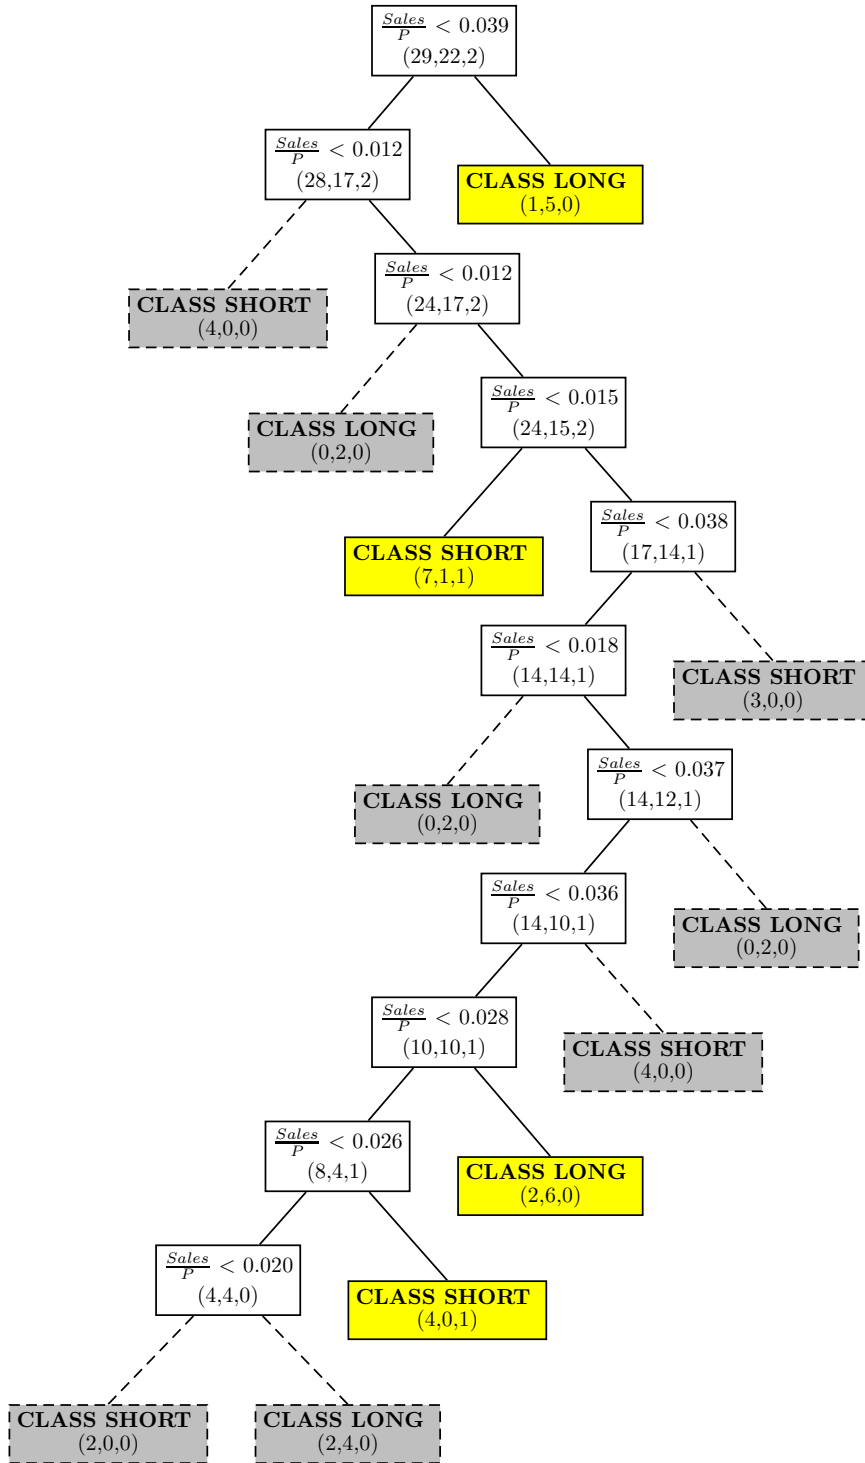 Sales/P < 0.039
(29,22,2)
Sales/P < 0.012
(28,17,2)
CLASS LONG
(1,5,0)
Sales/P < 0.012
(24,17,2)
CLASS SHORT
(4,0,0)
Sales/P < 0.015
(24,15,2)
CLASS LONG
(0,2,0)
Sales/P < 0.038
(17,14,1)
CLASS SHORT
(7,1,1)
Sales/P < 0.018
(14,14,1)
CLASS SHORT
(3,0,0)
Sales/P < 0.037
(14,12,1)
CLASS LONG
(0,2,0)
Sales/P < 0.036
(14,10,1)
CLASS LONG
(0,2,0)
Sales/P < 0.028
(10,10,1)
CLASS SHORT
(4,0,0)
Sales/P < 0.026
(8,4,1)
CLASS LONG
(2,6,0)
Sales/P < 0.020
(4,4,0)
CLASS SHORT
(4,0,1)
CLASS SHORT
(2,0,0)
CLASS LONG
(2,4,0)